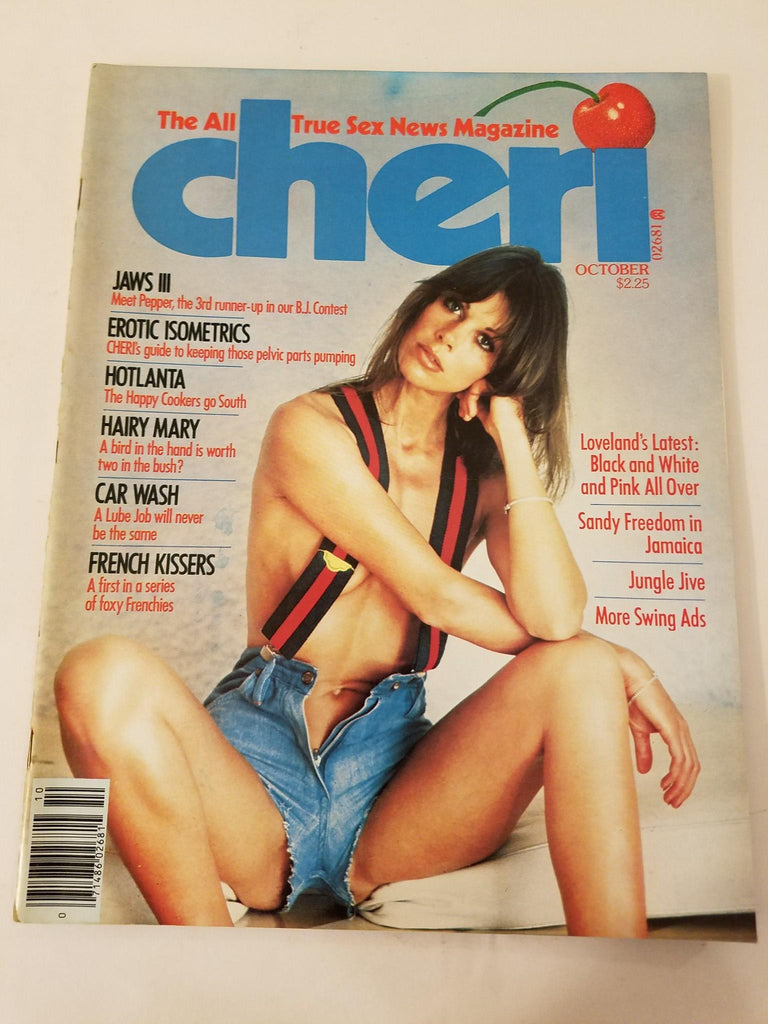 The All True Sex News Magazine
cheri
02681
OCTOBER
$2.25
JAWS III
Meet Pepper, the 3rd runner-up in our B.J. Contest
EROTIC ISOMETRICS
CHERI's guide to keeping those pelvic parts pumping
HOTLANTA
The Happy Cookers go South
HAIRY MARY
A bird in the hand is worth
two in the bush?
CAR WASH
A Lube Job will never
be the same
FRENCH KISSERS
A first in a series
of foxy Frenchies
Loveland's Latest:
Black and White
and Pink All Over
Sandy Freedom in
Jamaica
Jungle Jive
More Swing Ads
10
0
71486 02681